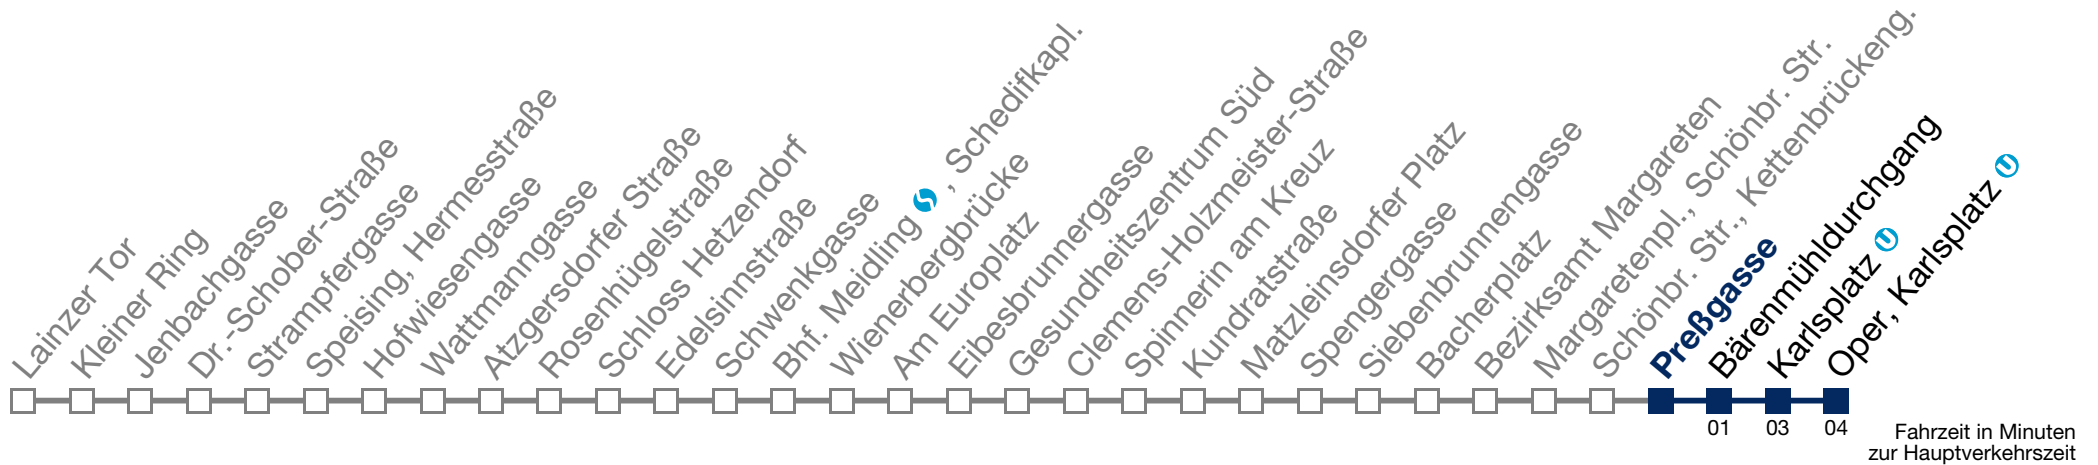 Lainzer Tor
Kleiner Ring
Jenbachgasse
Dr.-Schober-Straße
Strampfergasse
Speising, Hermesstraße
Hofwiesengasse
Wattmanngasse
Atzgersdorfer Straße
Rosenhügelstraße
Schloss Hetzendorf
Edelsinnstraße
Schwenkgasse
Bhf. Meidling S, Schedifkapl.
Wienerbergbrücke
Am Europlatz
Eibesbrunnergasse
Gesundheitszentrum Süd
Clemens-Holzmeister-Straße
Spinnerin am Kreuz
Kundratstraße
Matzleinsdorfer Platz
Spengergasse
Siebenbrunnengasse
Bacherplatz
Bezirksamt Margareten
Margaretenpl., Schönbr. Str.
Schönbr. Str., Kettenbrückeng.
Preßgasse
Bärenmühldurchgang
Karlsplatz U
Oper, Karlsplatz U
01 03 04
Fahrzeit in Minuten
zur Hauptverkehrszeit